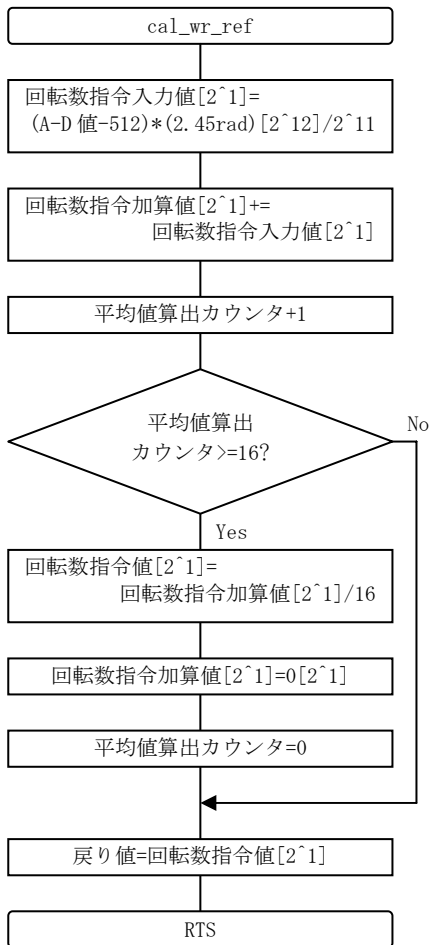 cal_wr_ref
回転数指令入力値[2^1]=
(A-D 値-512)*(2.45rad)[2^12]/2^11
回転数指令加算値[2^1]+=
回転数指令入力値[2^1]
平均値算出カウンタ+1
平均値算出
カウンタ>=16?
No
Yes
回転数指令値[2^1]=
回転数指令加算値[2^1]/16
回転数指令加算値[2^1]=0[2^1]
平均値算出カウンタ=0
戻り値=回転数指令値[2^1]
RTS